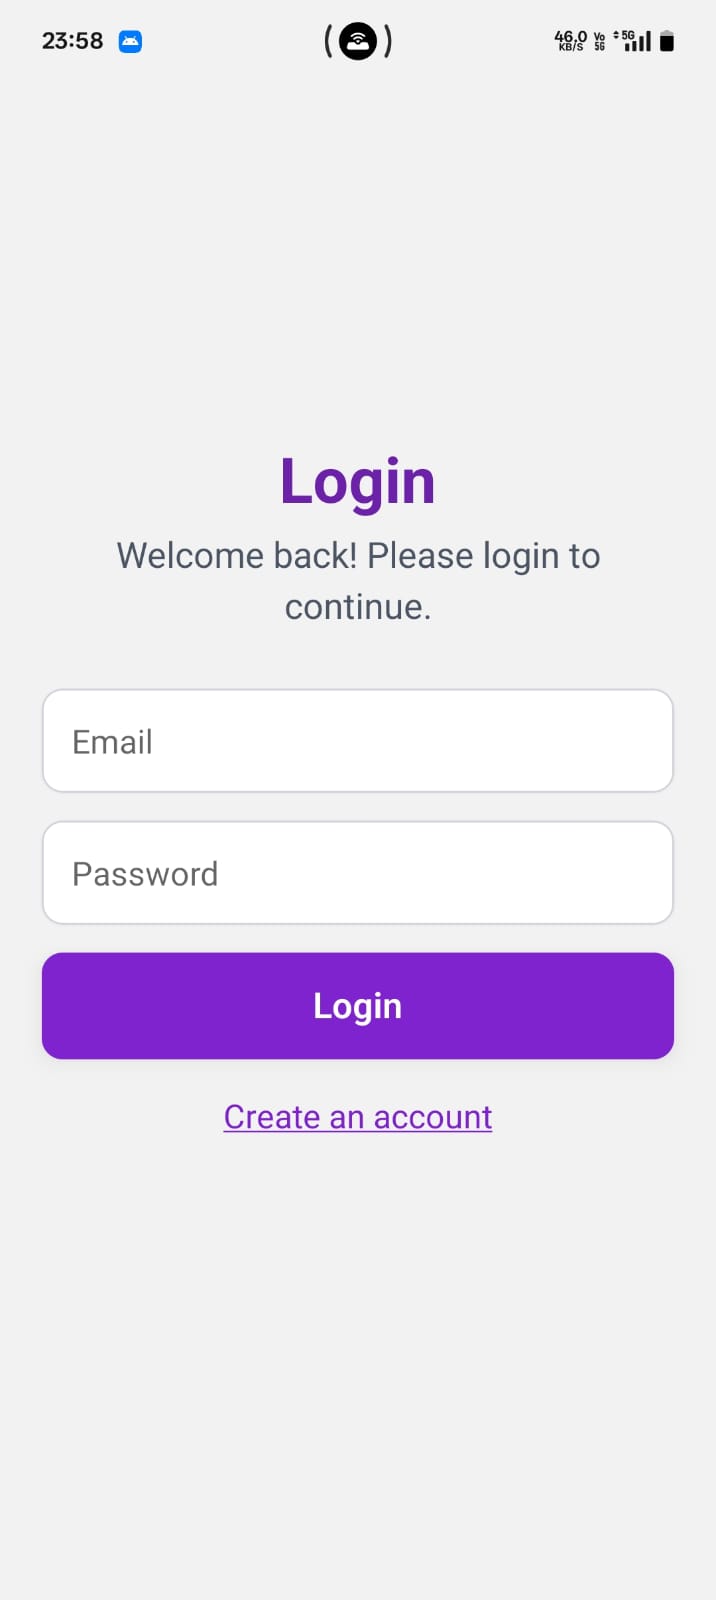 23:58
46.0 Vo 5G
KB/S 5G
Login
Welcome back! Please login to
continue.
Email
Password
Login
Create an account